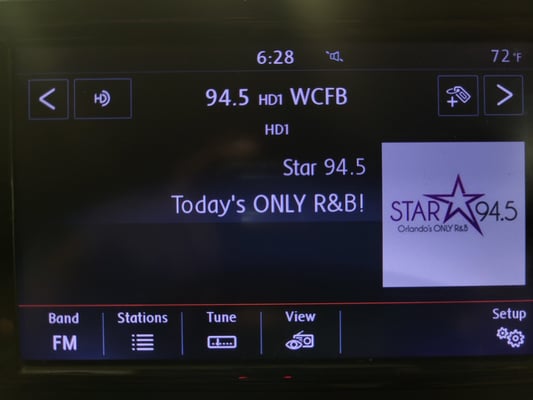 6:28
72°F
HD
94.5 HD1 WCFB
HD1
Star 94.5
Today's ONLY R&B!
STAR 94.5
Orlando's ONLY R&B
Band
FM
Stations
Tune
View
Setup